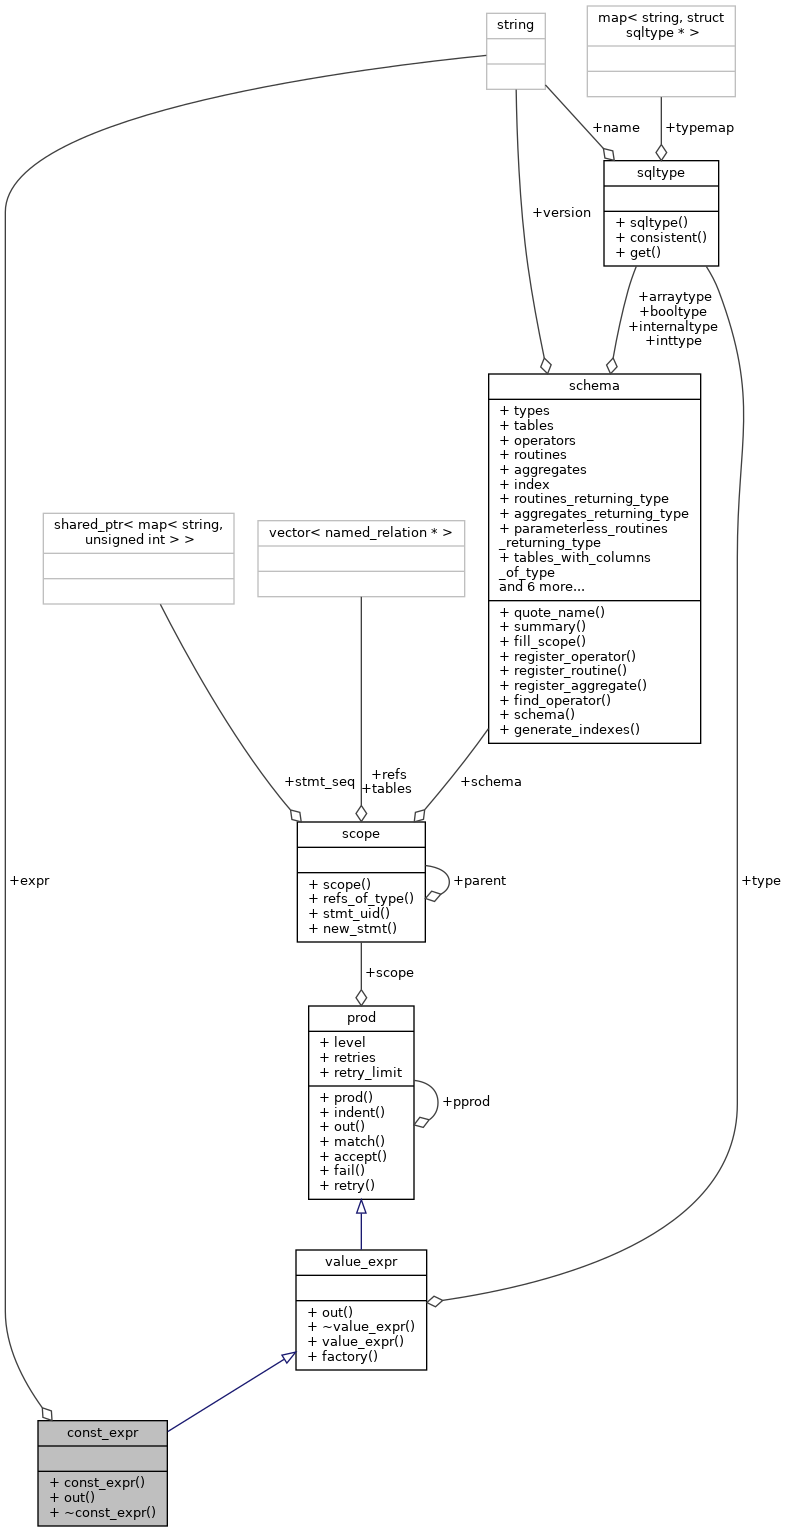 string
map< string, struct
sqltype * >
+name
+typemap
sqltype
+ sqltype()
+ consistent()
+ get()
+version
+arraytype
+booltype
+internaltype
+inttype
schema
+ types
+ tables
+ operators
+ routines
+ aggregates
+ index
+ routines_returning_type
+ aggregates_returning_type
+ parameterless_routines
_returning_type
+ tables_with_columns
_of_type
and 6 more...
+ quote_name()
+ summary()
+ fill_scope()
+ register_operator()
+ register_routine()
+ register_aggregate()
+ find_operator()
+ schema()
+ generate_indexes()
shared_ptr< map< string,
unsigned int > >
vector< named_relation * >
+stmt_seq
+refs
+tables
+schema
scope
+ scope()
+ refs_of_type()
+ stmt_uid()
+ new_stmt()
+parent
+expr
+type
+scope
prod
+ level
+ retries
+ retry_limit
+ prod()
+ indent()
+ out()
+ match()
+ accept()
+ fail()
+ retry()
+pprod
value_expr
+ out()
+ ~value_expr()
+ value_expr()
+ factory()
const_expr
+ const_expr()
+ out()
+ ~const_expr()